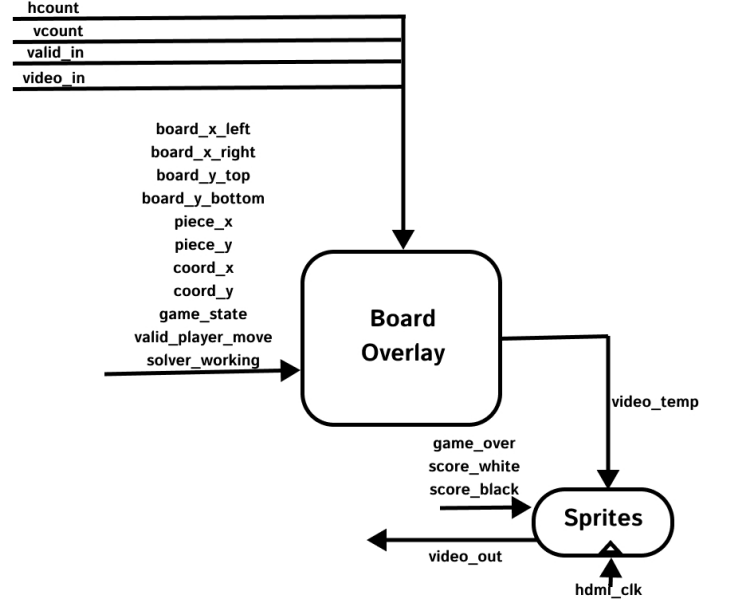 hcount
vcount
valid_in
video_in
board_x_left
board_x_right
board_y_top
board_y_bottom
piece_x
piece_y
coord_x
coord_y
game_state
valid_player_move
solver_working
Board
Overlay
video_temp
game_over
score_white
score_black
Sprites
video_out
hdmi_clk